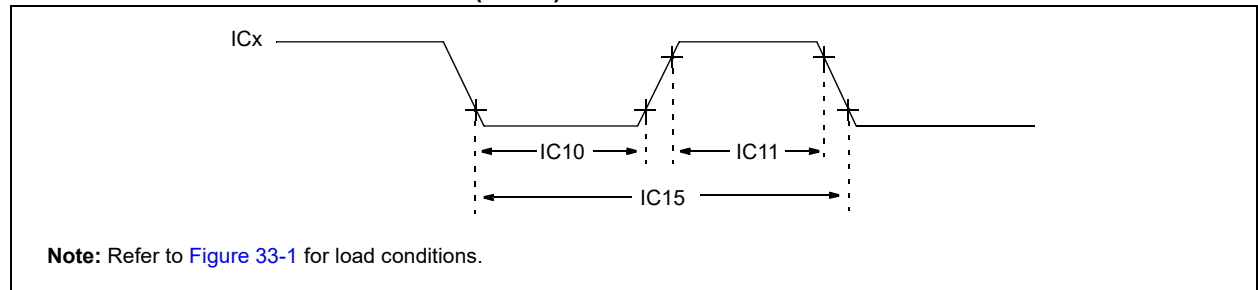 ICx
IC10
IC11
IC15
Note: Refer to Figure 33-1 for load conditions.